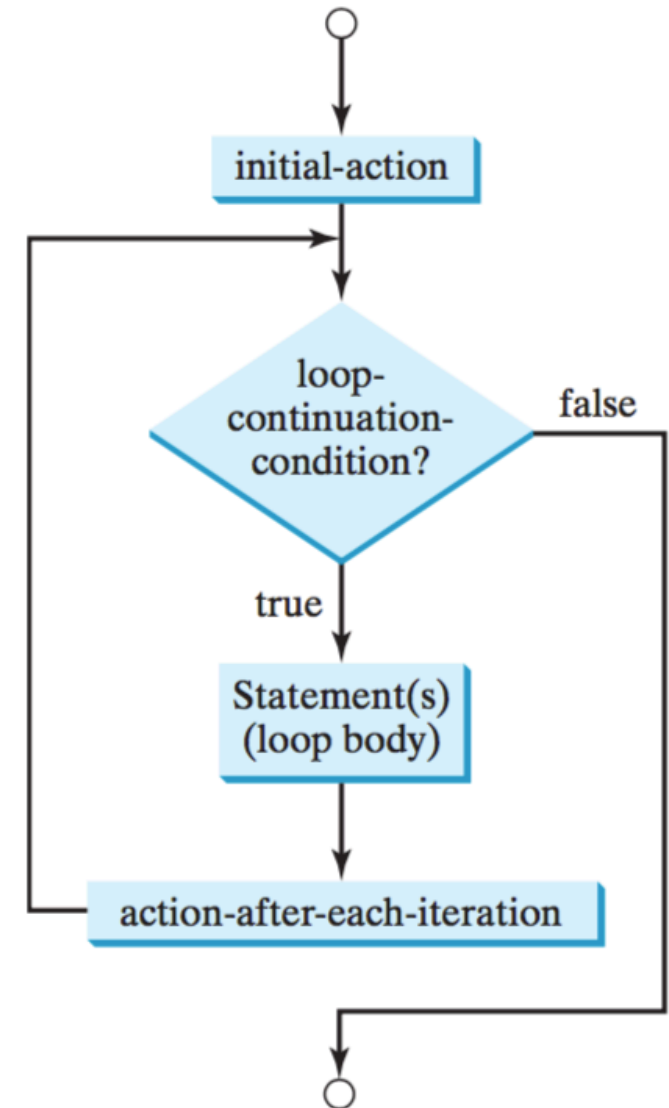 initial-action
loop-
continuation-
condition?
false
true
Statement(s)
(loop body)
action-after-each-iteration